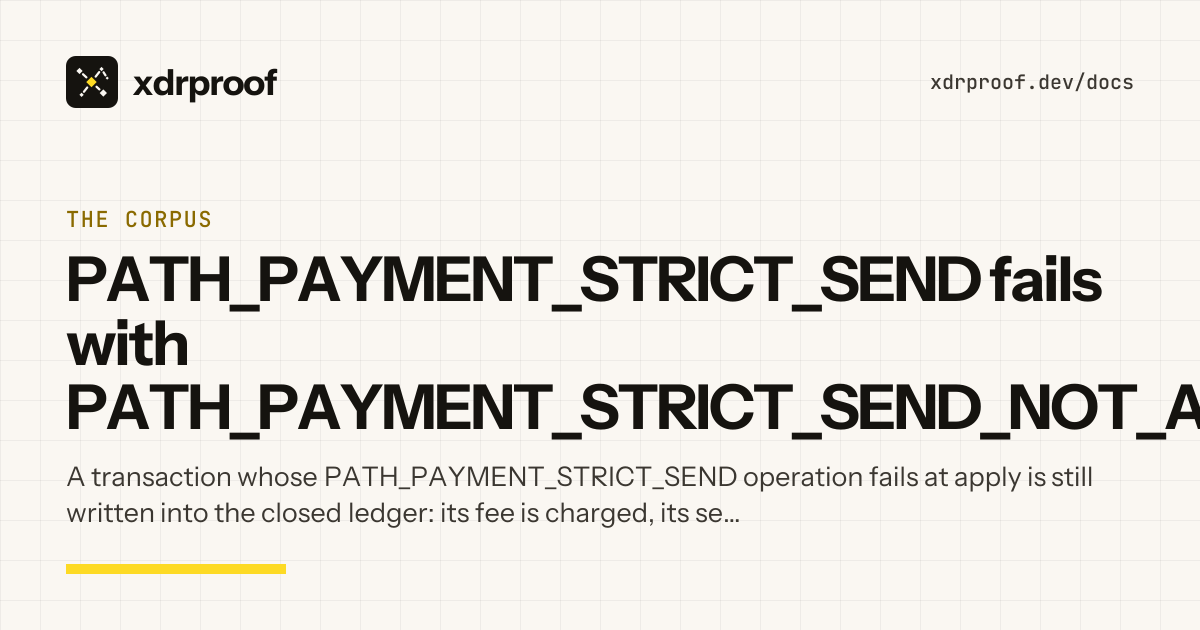 xdrproof
xdrproof.dev/docs
THE CORPUS
PATH_PAYMENT_STRICT_SEND fails
with
PATH_PAYMENT_STRICT_SEND_NOT_A
A transaction whose PATH_PAYMENT_STRICT_SEND operation fails at apply is still
written into the closed ledger: its fee is charged, its se...